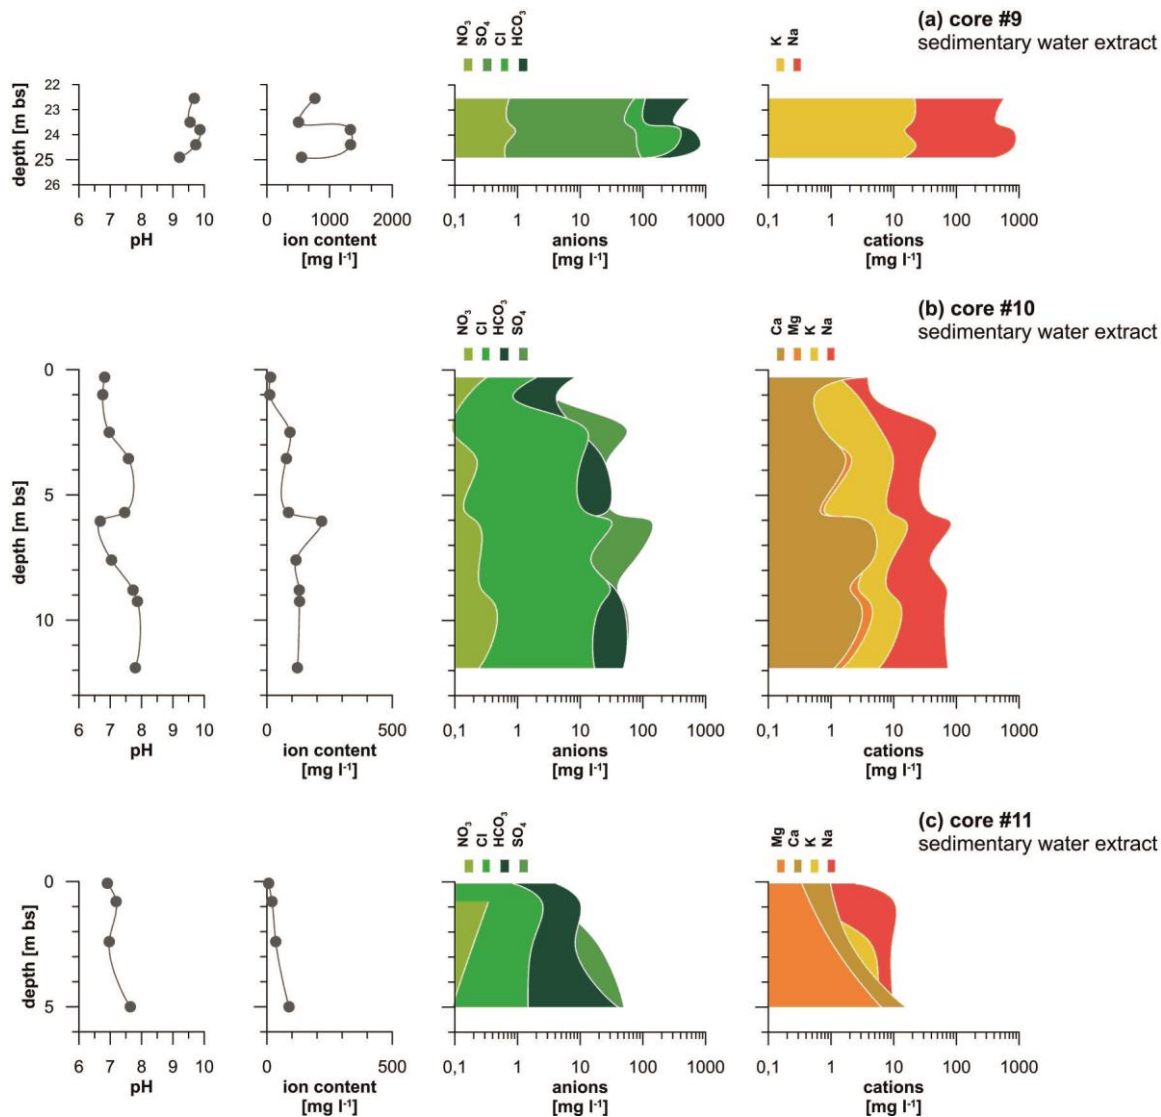 (a) core #9
sedimentary water extract
NO₃ SO₄ Cl HCO₃
K Na
depth [m bs]
22
23
24
25
26
6 7 8 9 10
pH
0 1000 2000
ion content
[mg l⁻¹]
0,1 1 10 100 1000
anions
[mg l⁻¹]
0,1 1 10 100 1000
cations
[mg l⁻¹]
(b) core #10
sedimentary water extract
NO₃ Cl HCO₃ SO₄
Ca Mg K Na
depth [m bs]
0
5
10
6 7 8 9 10
pH
0 500
ion content
[mg l⁻¹]
0,1 1 10 100 1000
anions
[mg l⁻¹]
0,1 1 10 100 1000
cations
[mg l⁻¹]
(c) core #11
sedimentary water extract
NO₃ Cl HCO₃ SO₄
Mg Ca K Na
depth [m bs]
0
5
6 7 8 9 10
pH
0 500
ion content
[mg l⁻¹]
0,1 1 10 100 1000
anions
[mg l⁻¹]
0,1 1 10 100 1000
cations
[mg l⁻¹]